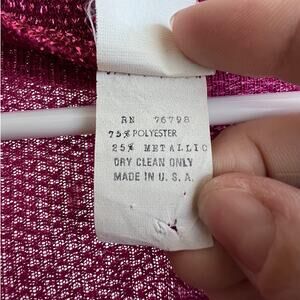 RN 76798
75% POLYESTER
25% METALLIC
DRY CLEAN ONLY
MADE IN U.S.A.